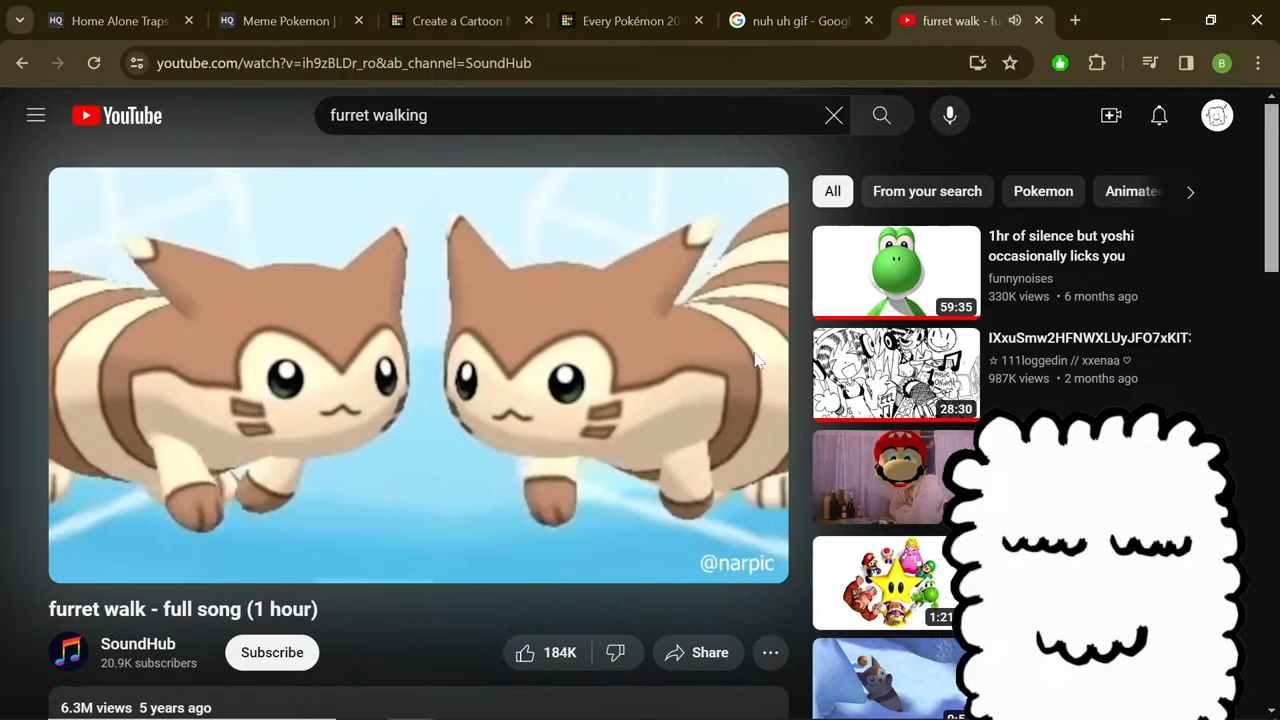 HQ Home Alone Traps
HQ Meme Pokemon |
Create a Cartoon
Every Pokémon 20
nuh uh gif - Goog
furret walk - fu
youtube.com/watch?v=ih9zBLDr_ro&ab_channel=SoundHub
B
YouTube
furret walking
All
From your search
Pokemon
Animate
@narpic
1hr of silence but yoshi
occasionally licks you
funnynoises
330K views • 6 months ago
59:35
IXxuSmw2HFNWXLUyJFO7xKIT
☆ 111loggedin // xxenaa ♡
987K views • 2 months ago
28:30
1:21
furret walk - full song (1 hour)
SoundHub
20.9K subscribers
Subscribe
184K
Share
6.3M views 5 years ago